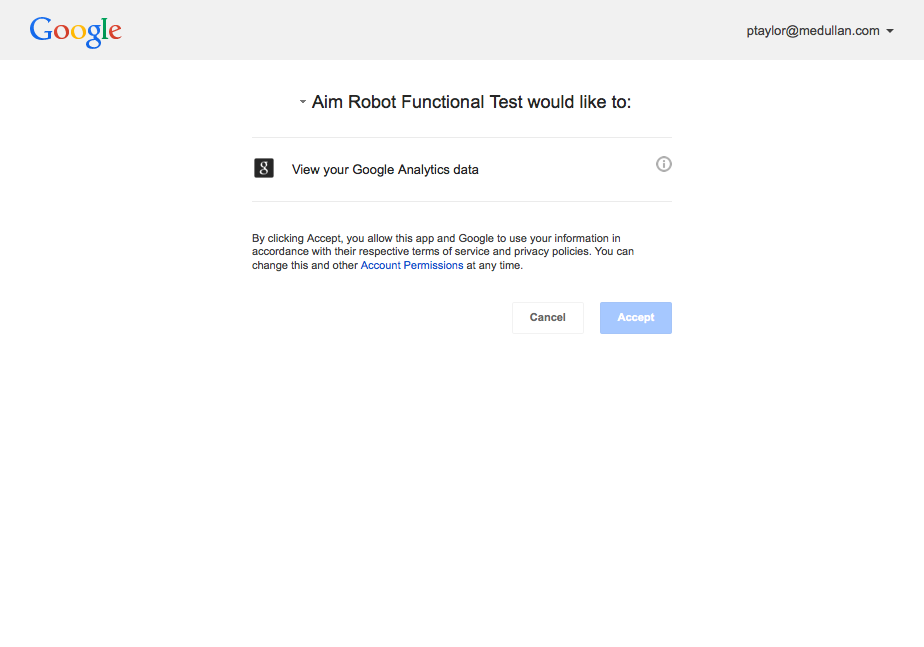 Google
ptaylor@medullan.com
Aim Robot Functional Test would like to:
g
View your Google Analytics data
i
By clicking Accept, you allow this app and Google to use your information in
accordance with their respective terms of service and privacy policies. You can
change this and other Account Permissions at any time.
Cancel
Accept